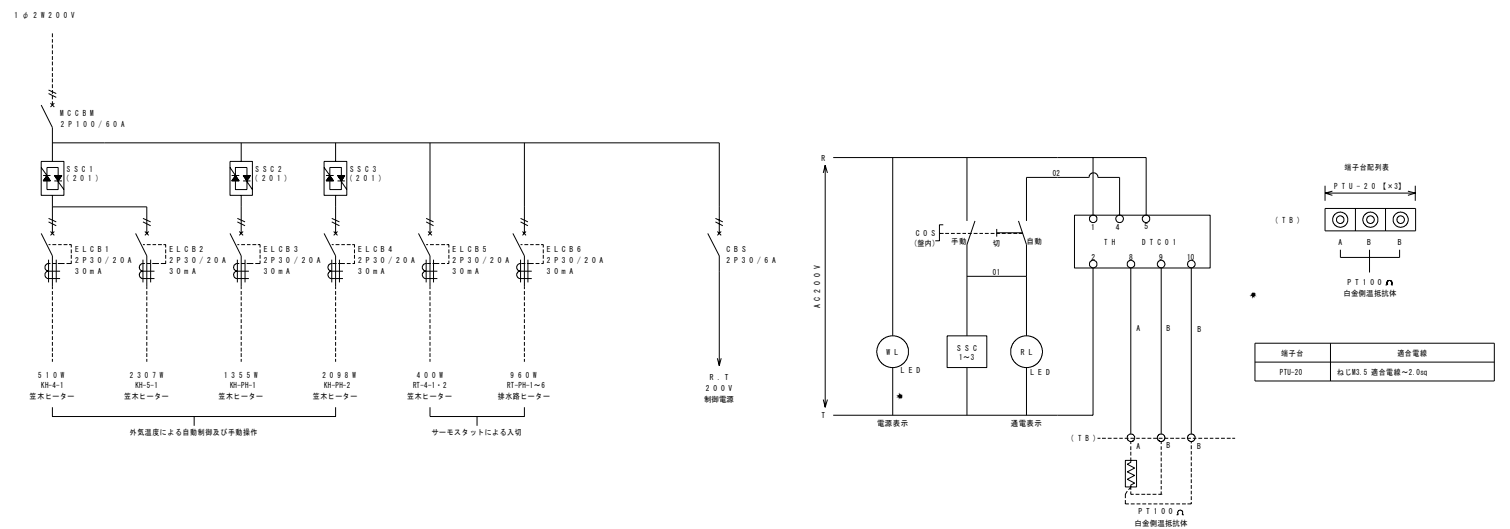 1φ2W200V
MCCBM
2P100/60A
SSC1
(201)
SSC2
(201)
SSC3
(201)
ELCB1
2P30/20A
30mA
ELCB2
2P30/20A
30mA
ELCB3
2P30/20A
30mA
ELCB4
2P30/20A
30mA
ELCB5
2P30/20A
30mA
ELCB6
2P30/20A
30mA
CBS
2P30/6A
510W
KH-4-1
笠木ヒーター
2307W
KH-5-1
笠木ヒーター
1355W
KH-PH-1
笠木ヒーター
2098W
KH-PH-2
笠木ヒーター
400W
RT-4-1・2
笠木ヒーター
960W
RT-PH-1~6
排水路ヒーター
R.T
200V
制御電源
外気温度による自動制御及び手動操作
サーモスタットによる入切
R
AC200V
T
COS
(盤内)
手動
切
自動
02
01
1 4 5
TH DTC01
2 8 9 10
WL
LED
電源表示
SSC
1~3
RL
LED
通電表示
A B B
(TB)
A B B
PT100Ω
白金側温抵抗体
端子台配列表
PTU-20【×3】
(TB)
A B B
PT100Ω
白金側温抵抗体
端子台 適合電線
PTU-20 ねじM3.5 適合電線~2.0sq